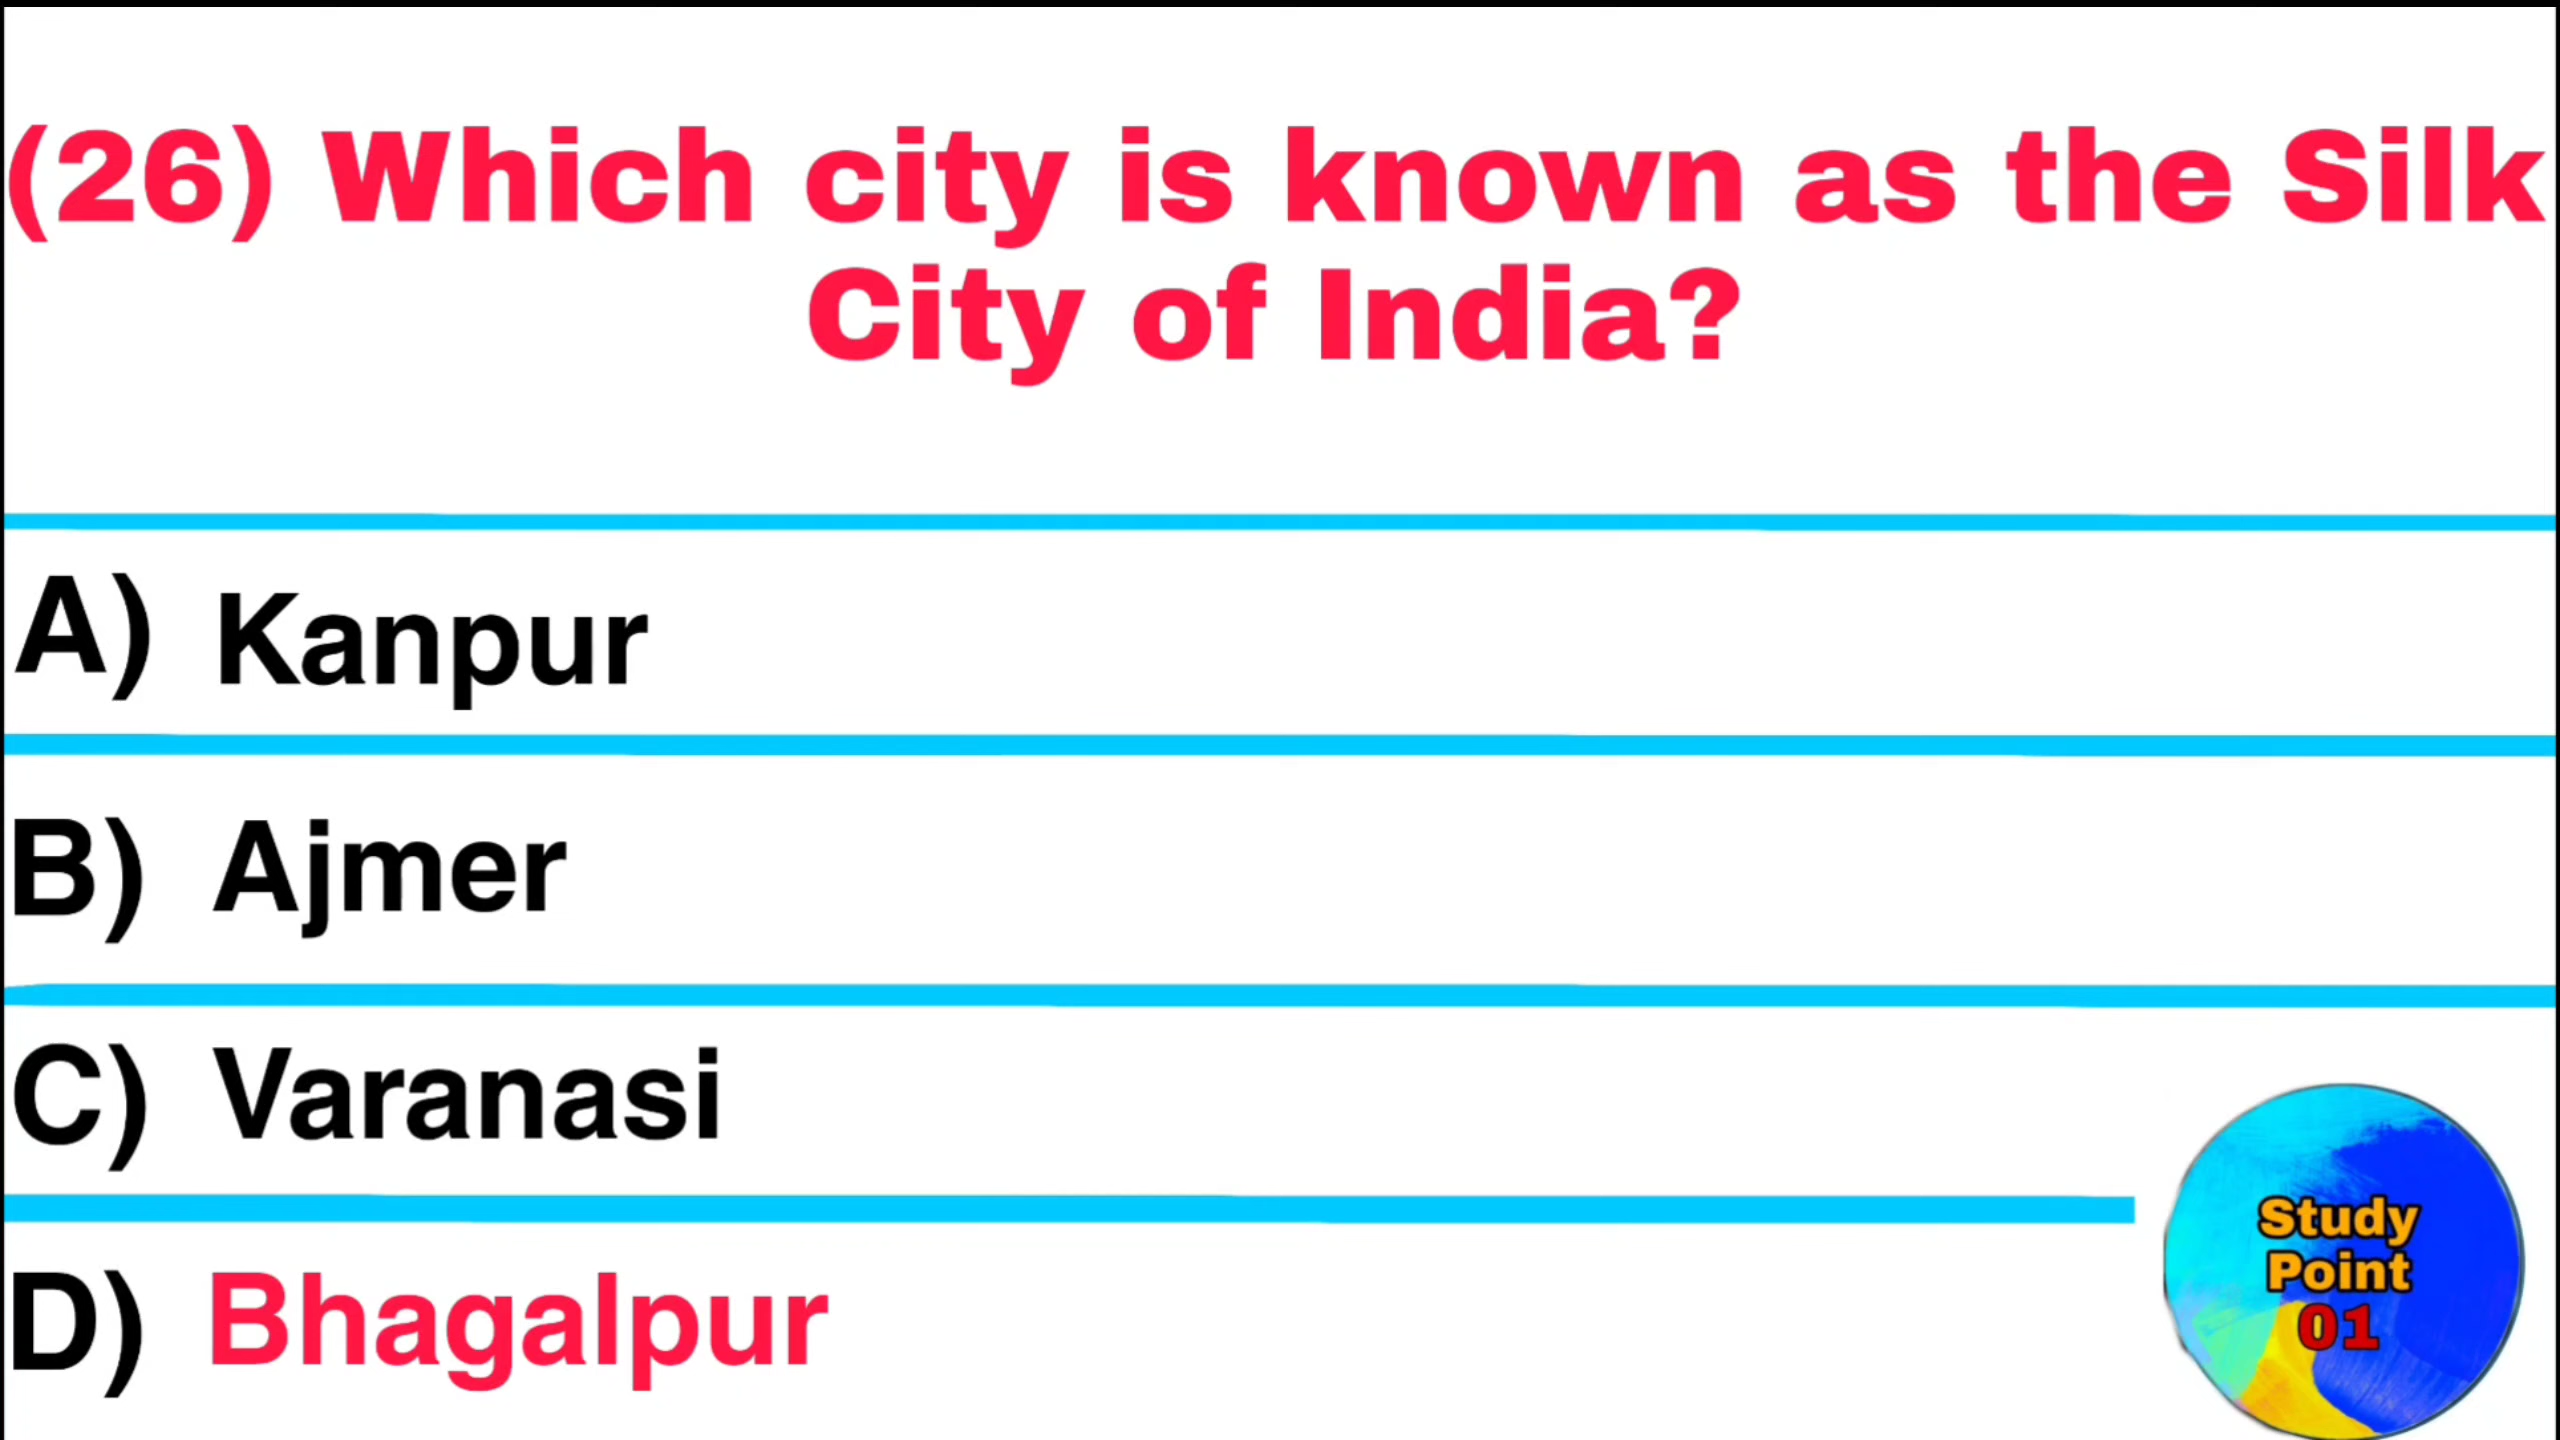 (26) Which city is known as the Silk
City of India?
A) Kanpur
B) Ajmer
C) Varanasi
D) Bhagalpur
Study
Point
01